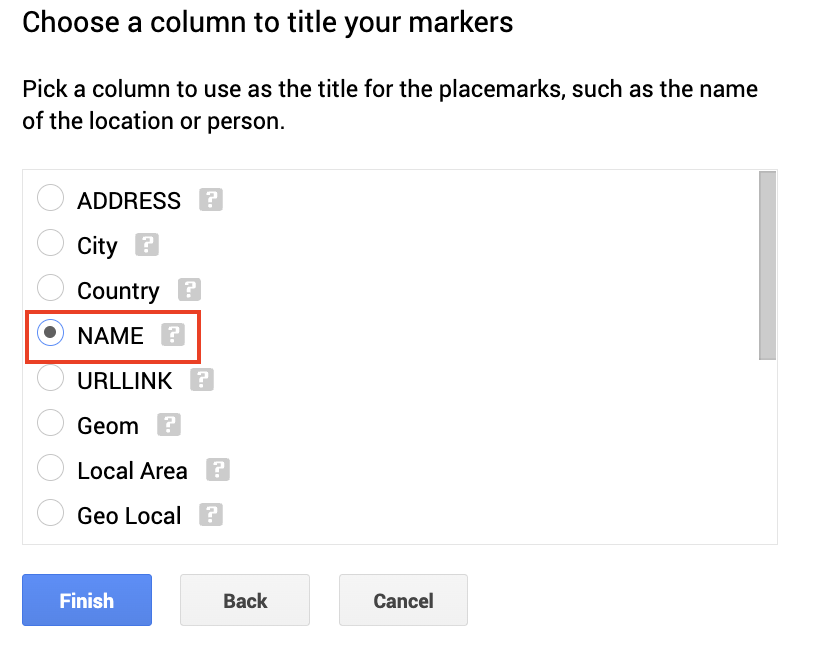 Choose a column to title your markers
Pick a column to use as the title for the placemarks, such as the name
of the location or person.
ADDRESS ?
City ?
Country ?
NAME ?
URLLINK ?
Geom ?
Local Area ?
Geo Local ?
Finish Back Cancel